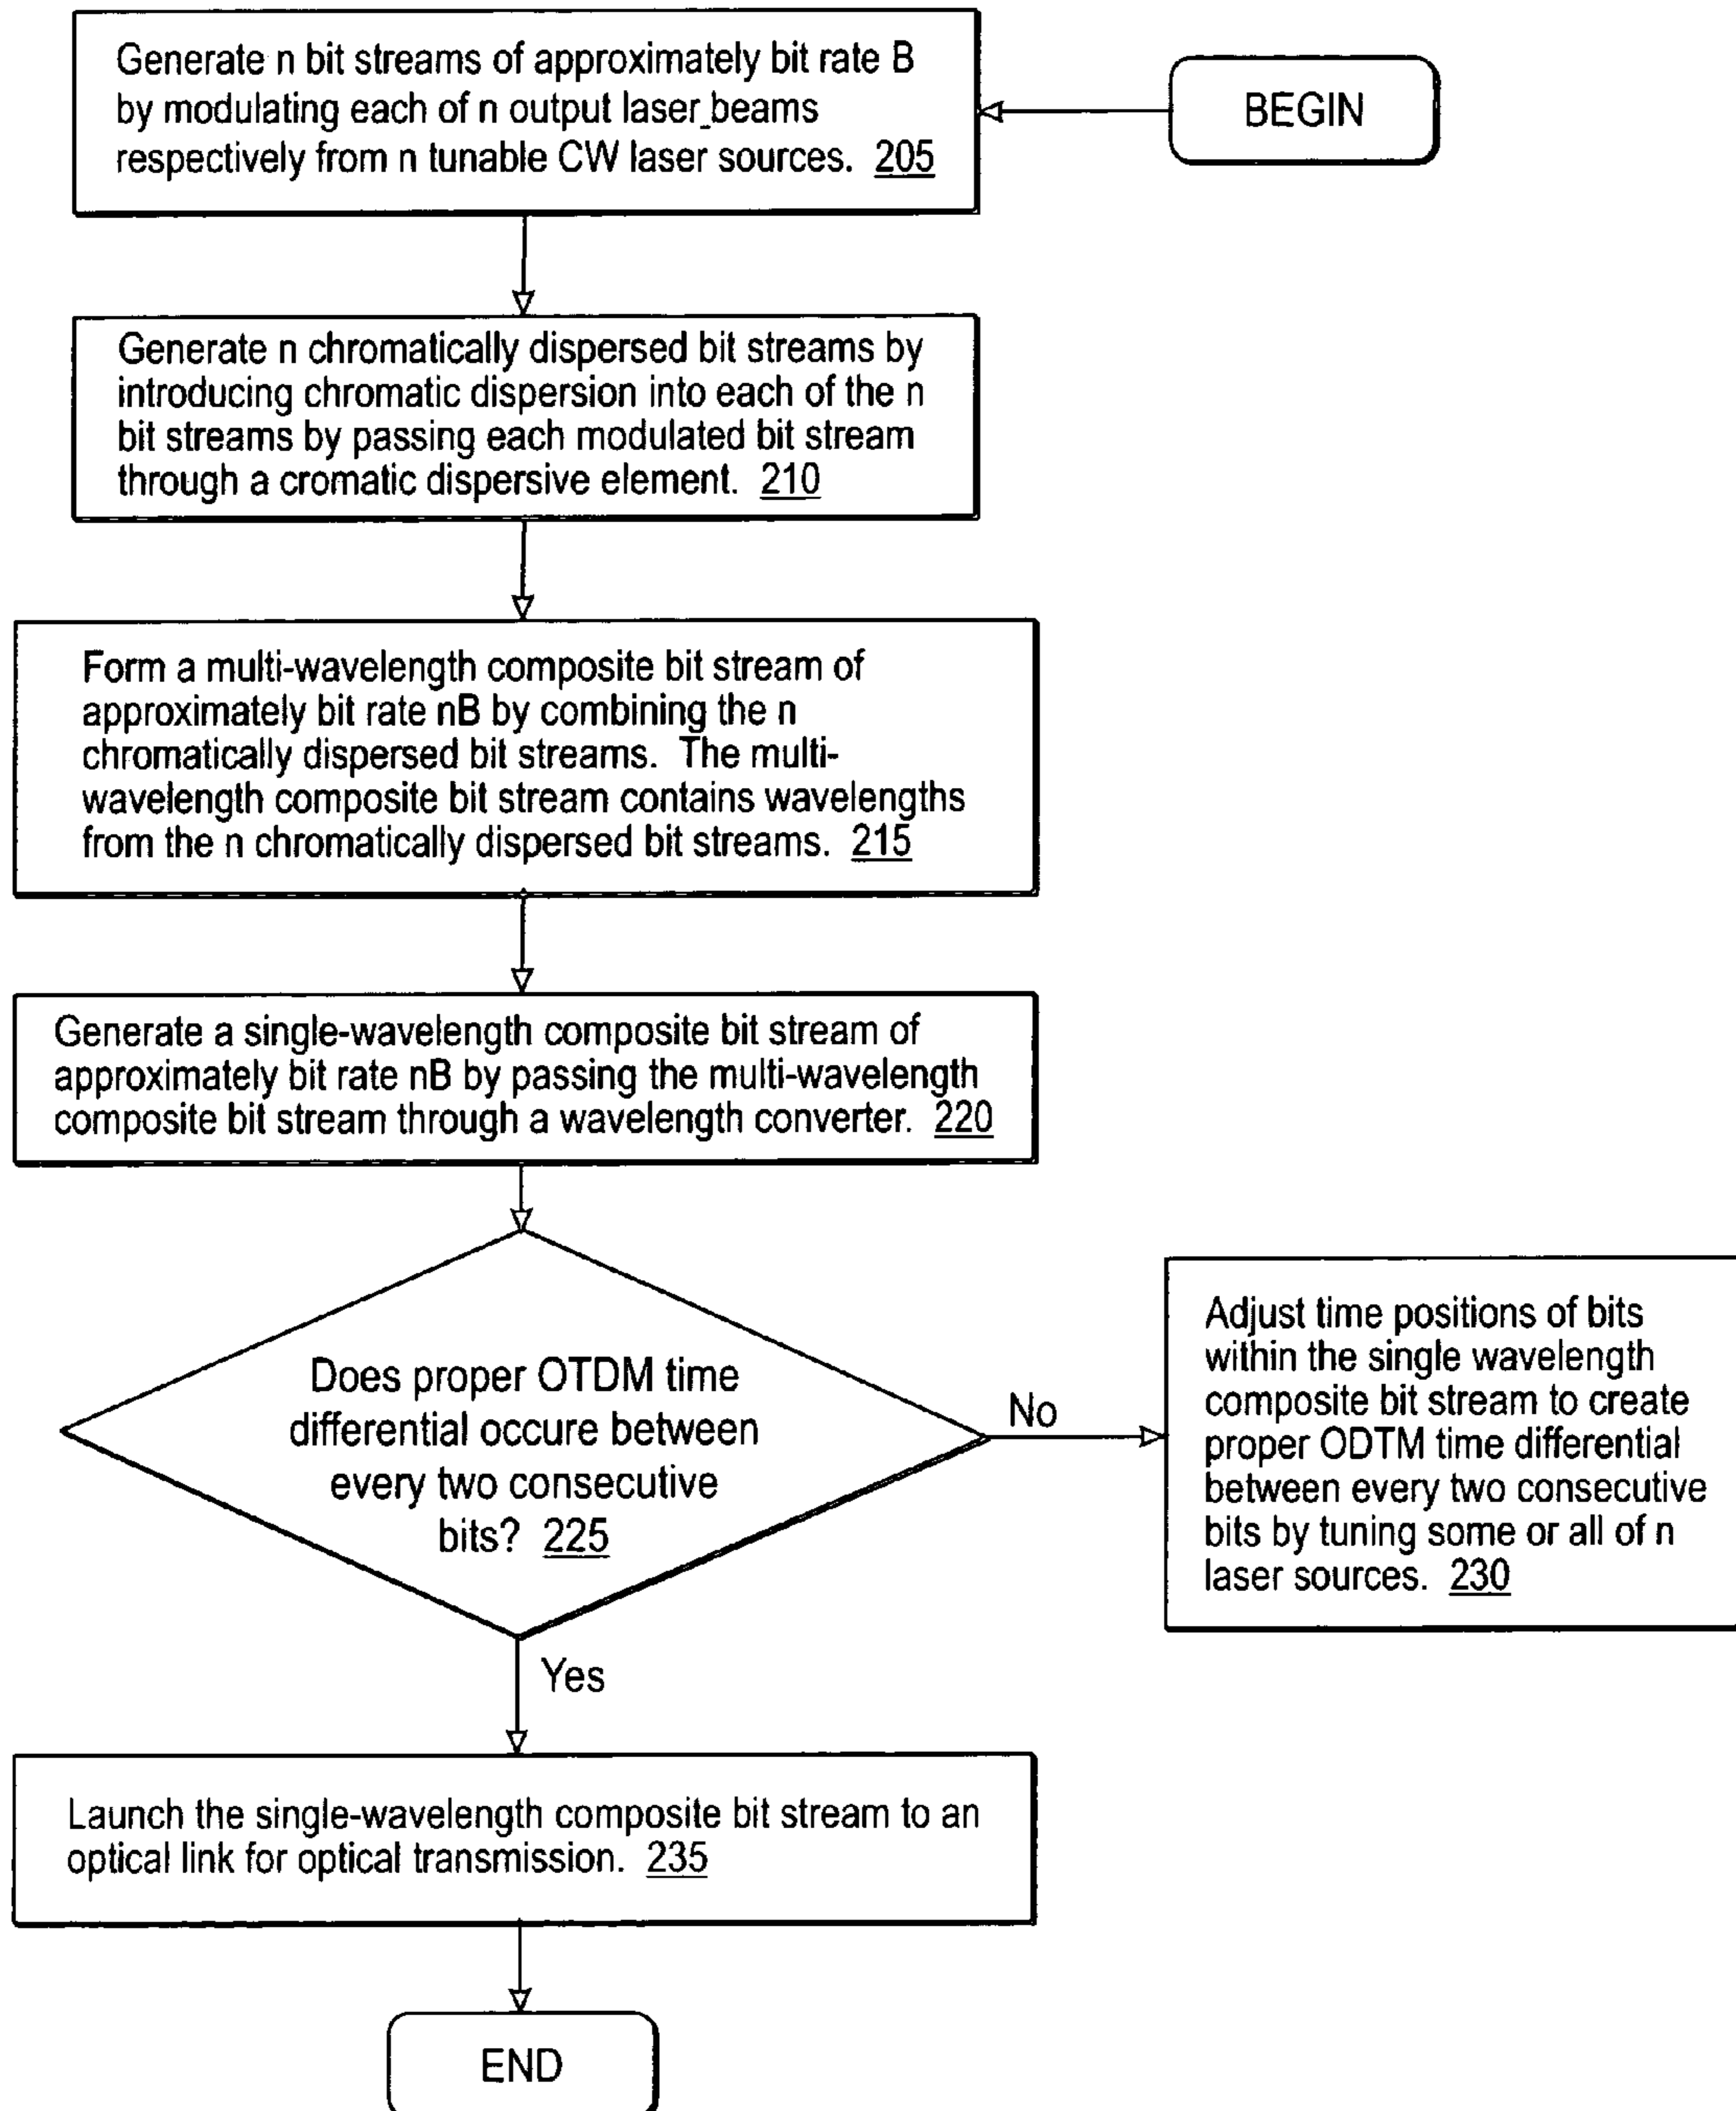 Generate n bit streams of approximately bit rate B
by modulating each of n output laser beams
respectively from n tunable CW laser sources. 205
BEGIN
Generate n chromatically dispersed bit streams by
introducing chromatic dispersion into each of the n
bit streams by passing each modulated bit stream
through a cromatic dispersive element. 210
Form a multi-wavelength composite bit stream of
approximately bit rate nB by combining the n
chromatically dispersed bit streams. The multi-
wavelength composite bit stream contains wavelengths
from the n chromatically dispersed bit streams. 215
Generate a single-wavelength composite bit stream of
approximately bit rate nB by passing the multi-wavelength
composite bit stream through a wavelength converter. 220
Does proper OTDM time
differential occure between
every two consecutive
bits? 225
No
Adjust time positions of bits
within the single wavelength
composite bit stream to create
proper ODTM time differential
between every two consecutive
bits by tuning some or all of n
laser sources. 230
Yes
Launch the single-wavelength composite bit stream to an
optical link for optical transmission. 235
END